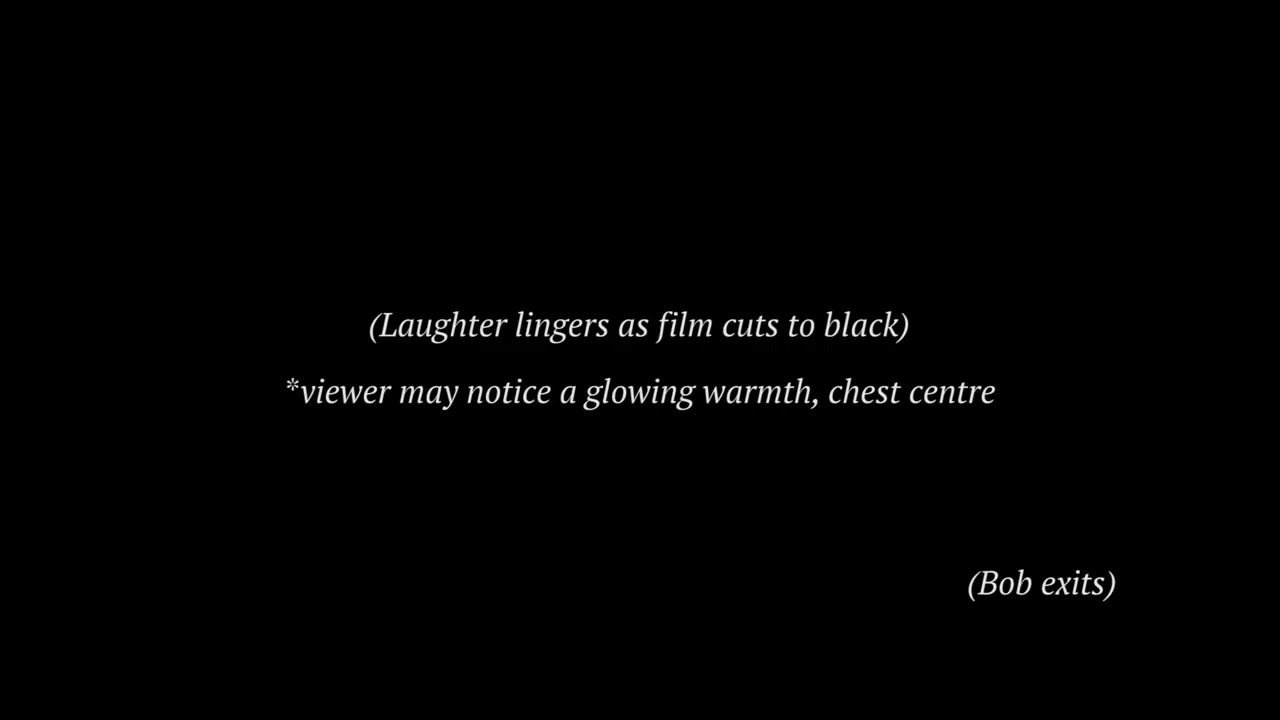 (Laughter lingers as film cuts to black)
*viewer may notice a glowing warmth, chest centre
(Bob exits)